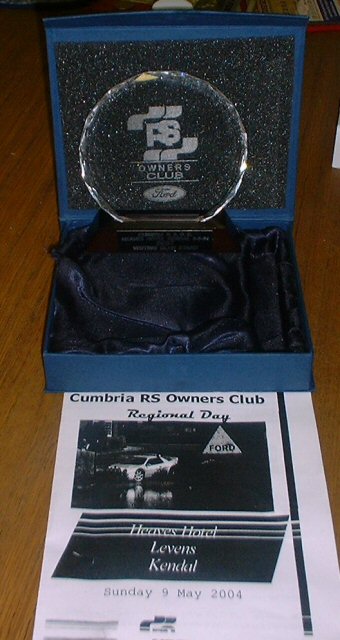 RS
OWNERS
CLUB
Ford
Cumbria RS Owners Club
Regional Day
FORD
Heaves Hotel
Levens
Kendal
Sunday 9 May 2004
RS